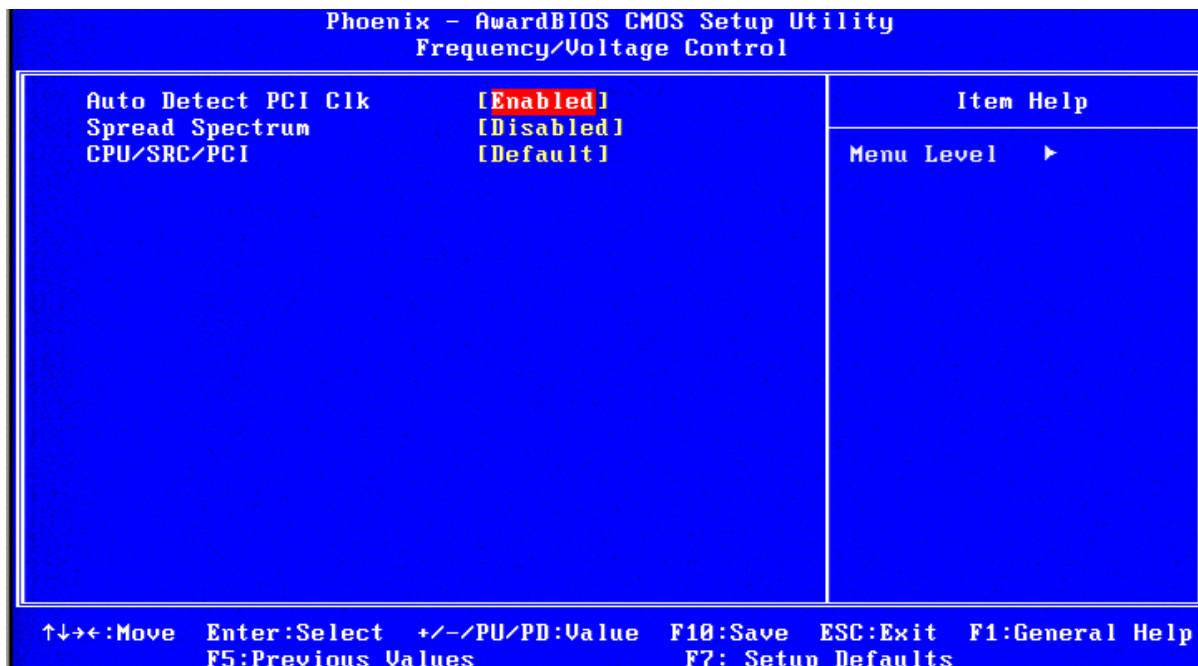 Phoenix - AwardBIOS CMOS Setup Utility
Frequency/Voltage Control
Auto Detect PCI Clk [Enabled]
Spread Spectrum [Disabled]
CPU/SRC/PCI [Default]
Item Help
Menu Level ►
↑↓→←:Move Enter:Select +/-/PU/PD:Value F10:Save ESC:Exit F1:General Help
F5:Previous Values F7: Setup Defaults